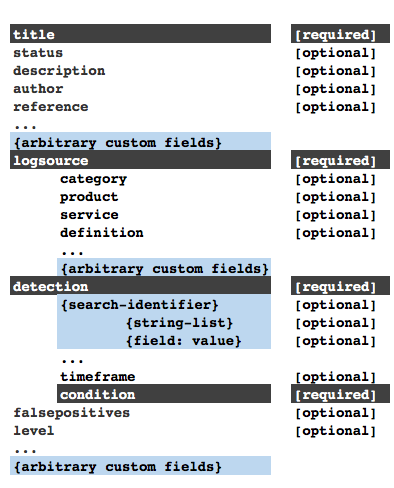 title [required]
status [optional]
description [optional]
author [optional]
reference [optional]
...
{arbitrary custom fields}
logsource [required]
category [optional]
product [optional]
service [optional]
definition [optional]
...
{arbitrary custom fields}
detection [required]
{search-identifier} [optional]
{string-list} [optional]
{field: value} [optional]
...
timeframe [optional]
condition [required]
falsepositives [optional]
level [optional]
...
{arbitrary custom fields}